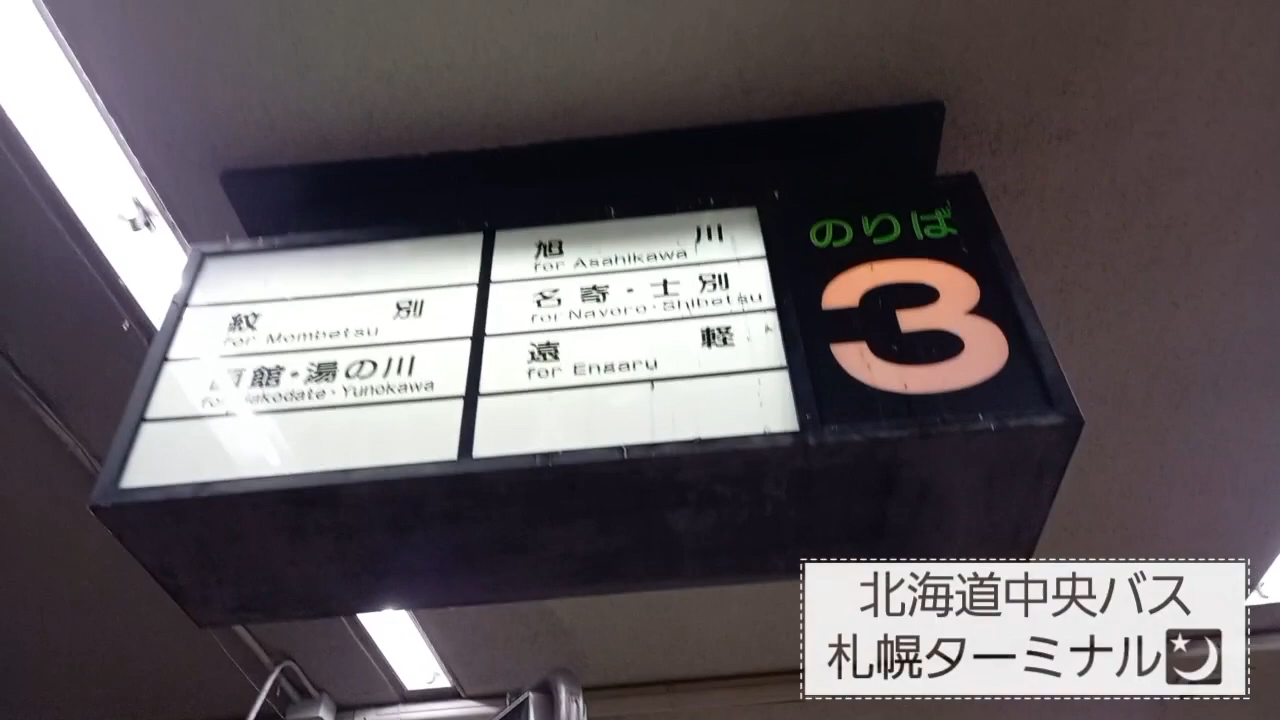 のりば
3
旭川
for Asahikawa
名寄・士別
for Nayoro・Shibetsu
遠軽
for Engaru
紋別
for Mombetsu
館・湯の川
for Hakodate・Yunokawa
北海道中央バス
札幌ターミナル